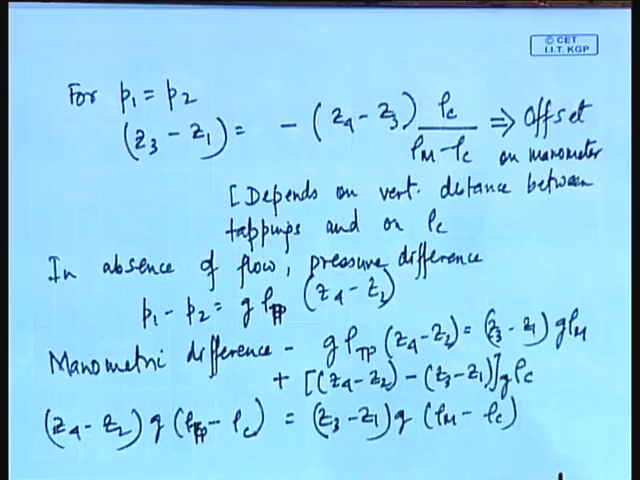 © CET
I.I.T. KGP
For p₁ = p₂
(z₃ − z₁) = − (z₄ − z₃) ρc / (ρM − ρc) ⇒ Offset
on manometer
[Depends on vert. distance between
tappings and on ρc
In absence of flow, pressure difference
p₁ − p₂ = g ρTP (z₄ − z₂)
Manometric difference − g ρTP (z₄ − z₂) = (z₃ − z₁) g ρM
+ [(z₄ − z₂) − (z₃ − z₁)] g ρc
(z₄ − z₂) g (ρTP − ρc) = (z₃ − z₁) g (ρM − ρc)